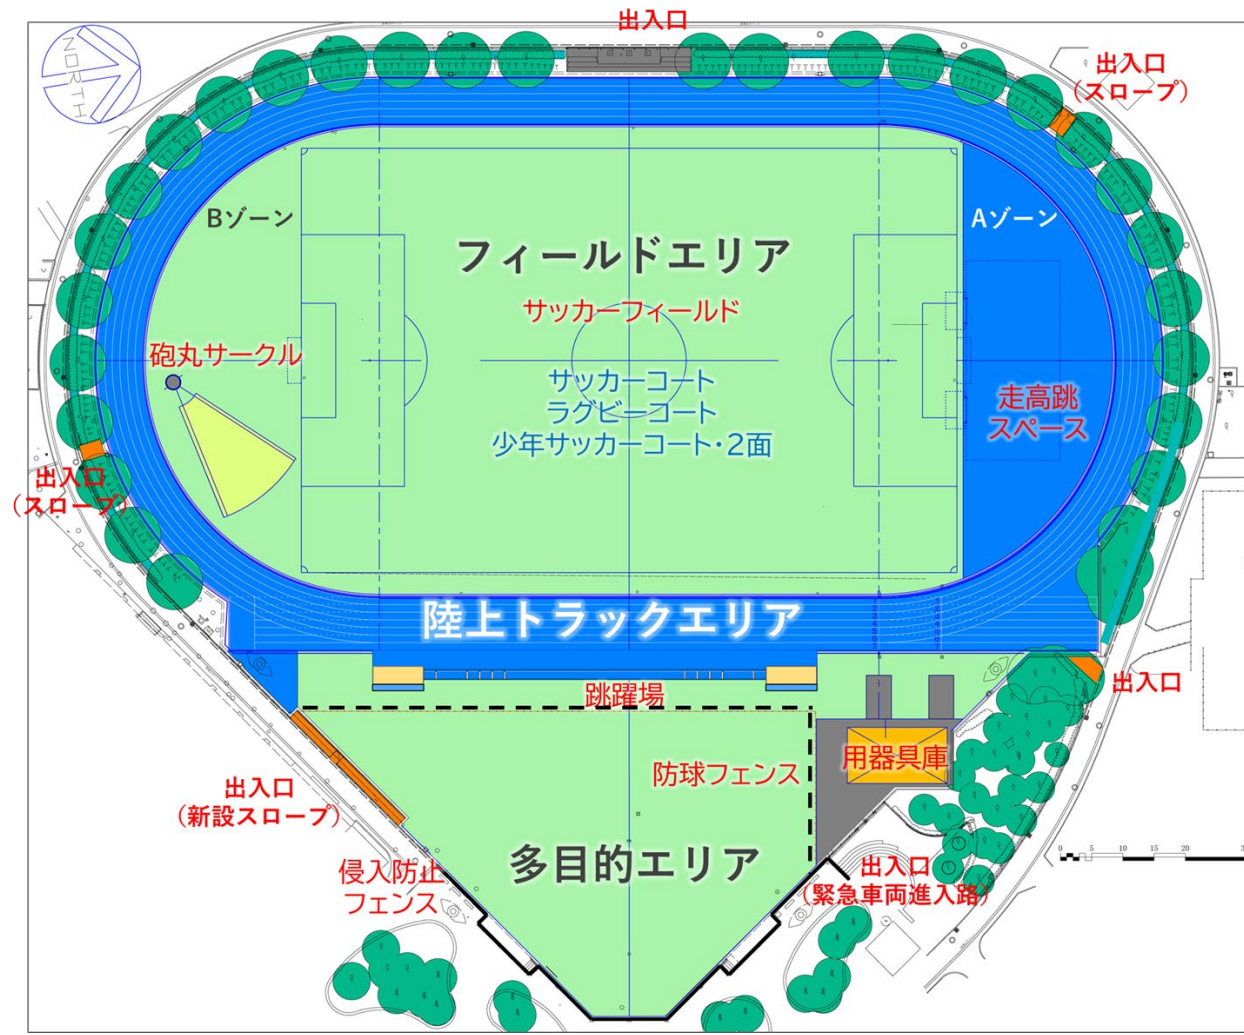 出入口
NORTH
出入口
（スロープ）
Bゾーン
Aゾーン
フィールドエリア
サッカーフィールド
砲丸サークル
サッカーコート
ラグビーコート
少年サッカーコート・2面
走高跳
スペース
出入口
（スロープ）
陸上トラックエリア
跳躍場
出入口
用器具庫
防球フェンス
出入口
（新設スロープ）
多目的エリア
侵入防止
フェンス
出入口
（緊急車両進入路）
0 5 10 15 20